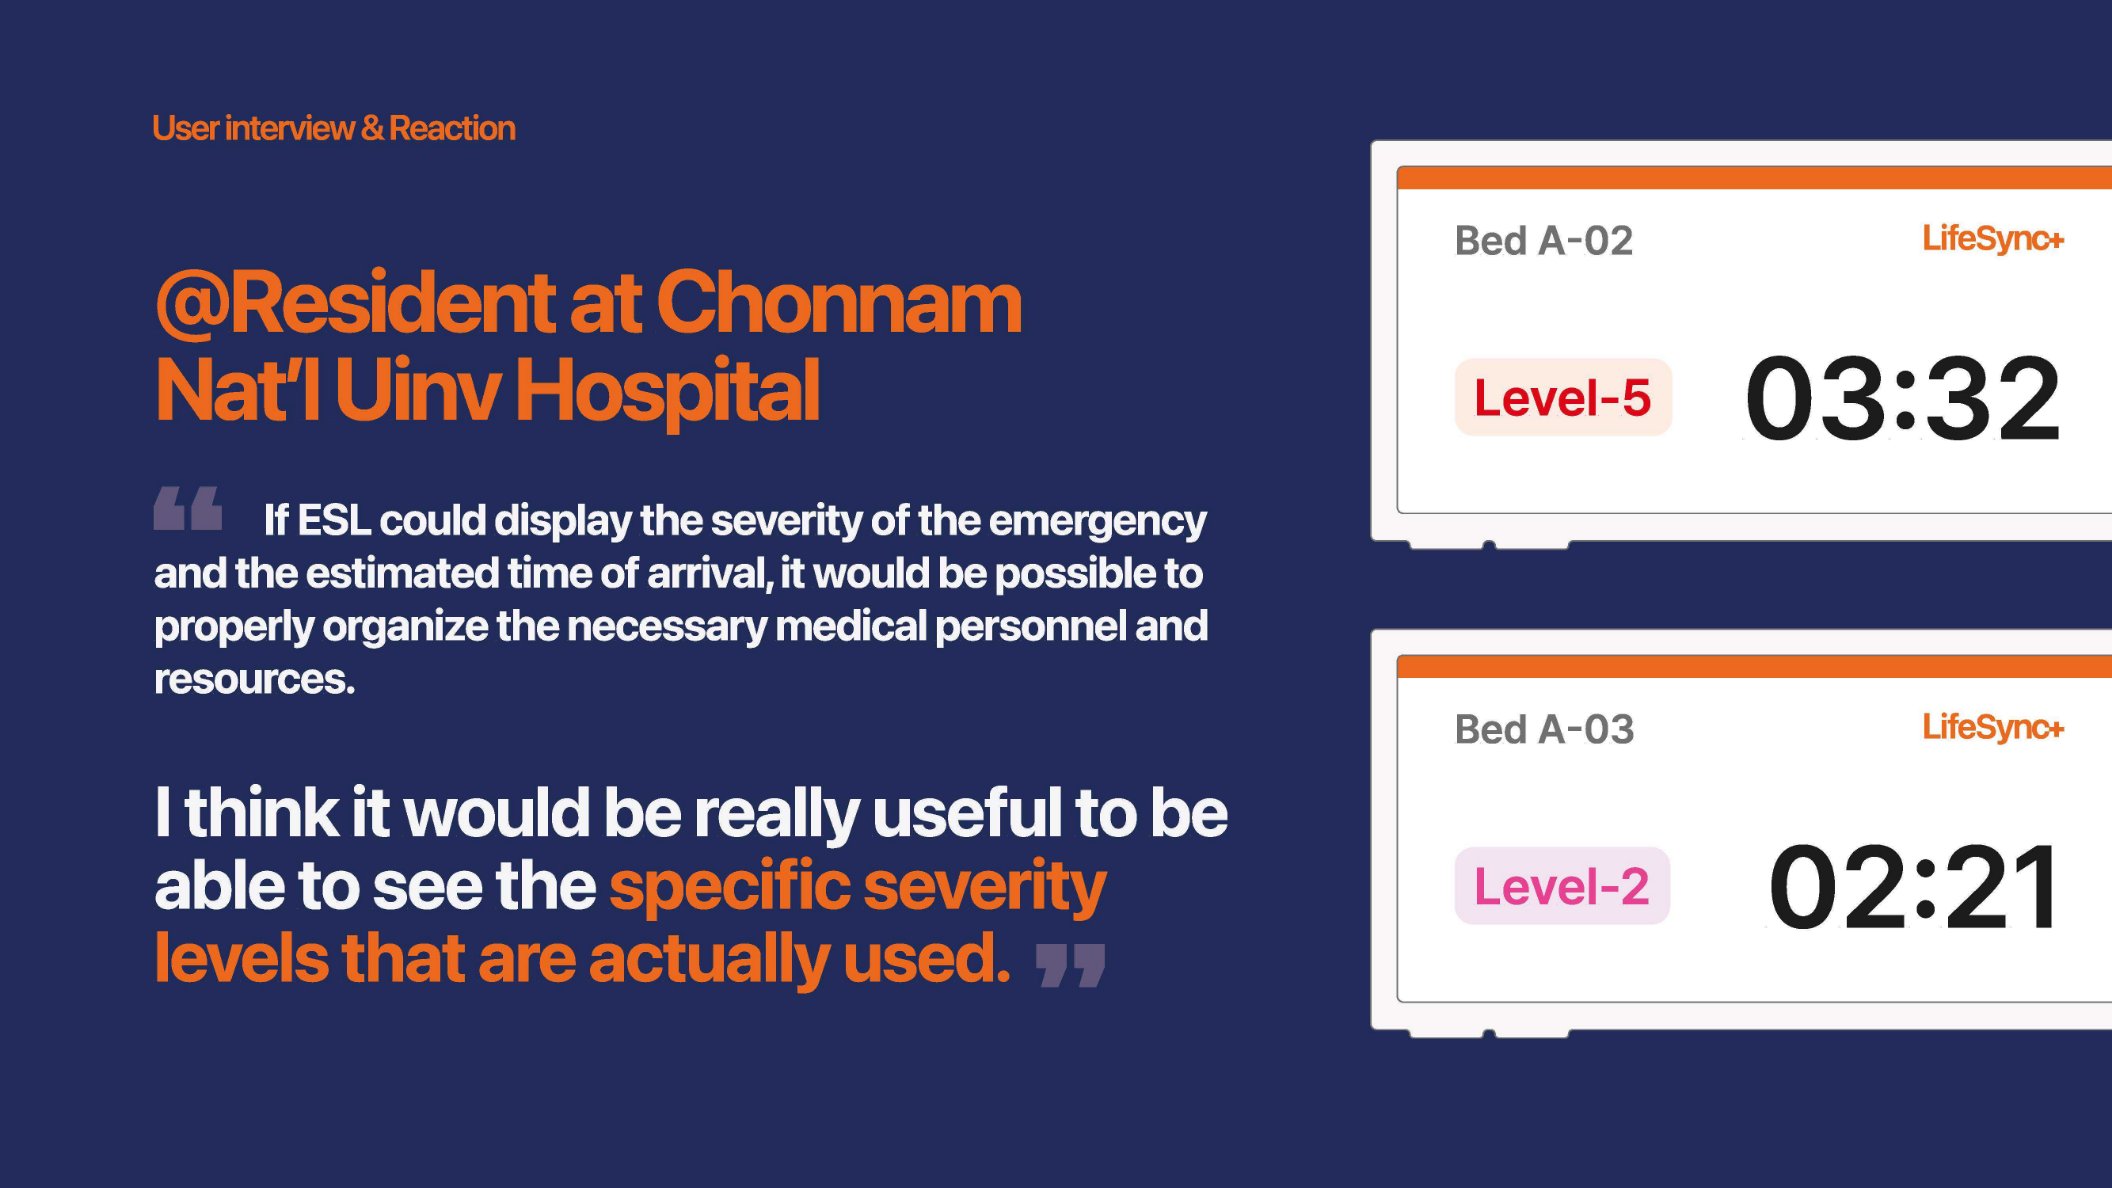 User interview & Reaction
@Resident at Chonnam
Nat’l Uinv Hospital
“ If ESL could display the severity of the emergency
and the estimated time of arrival, it would be possible to
properly organize the necessary medical personnel and
resources.
I think it would be really useful to be
able to see the specific severity
levels that are actually used. ”
Bed A-02
LifeSync+
Level-5
03:32
Bed A-03
LifeSync+
Level-2
02:21